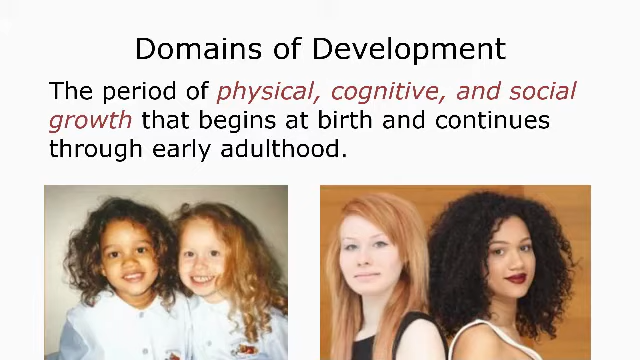 Domains of Development
The period of physical, cognitive, and social
growth that begins at birth and continues
through early adulthood.